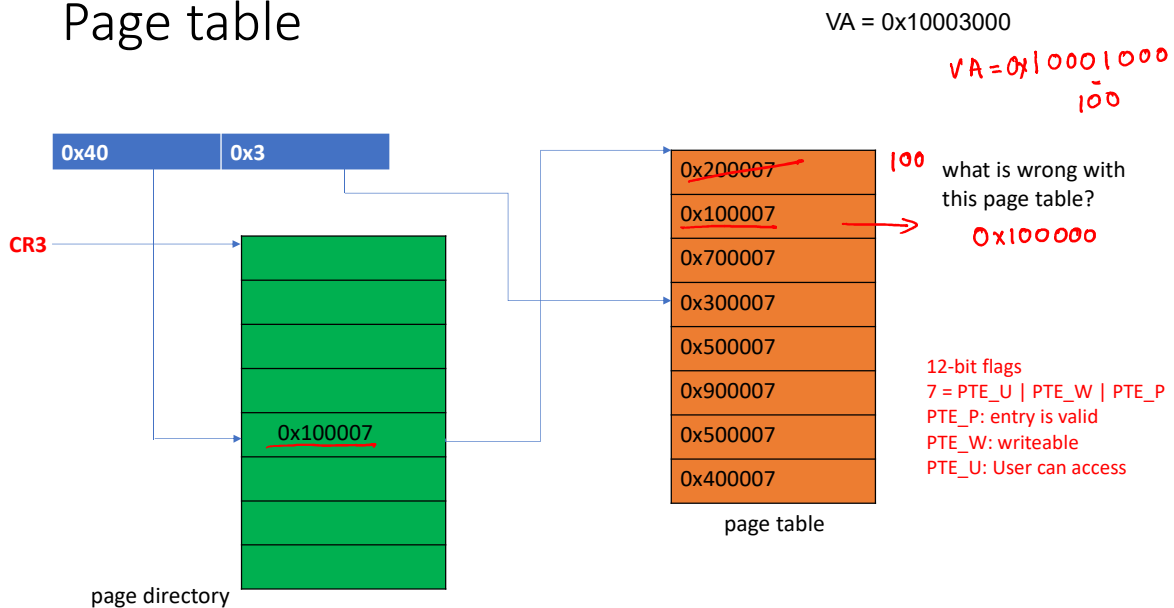 Page table
VA = 0x10003000
VA = 0x10001000
100
0x40 0x3
CR3
0x100007
page directory
0x200007
0x100007
0x700007
0x300007
0x500007
0x900007
0x500007
0x400007
page table
100
what is wrong with
this page table?
0x100000
12-bit flags
7 = PTE_U | PTE_W | PTE_P
PTE_P: entry is valid
PTE_W: writeable
PTE_U: User can access